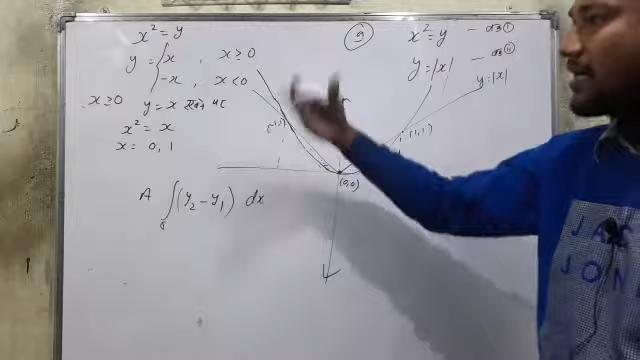 x² = y
y = { x , x ≥ 0
-x , x < 0
x ≥ 0 y = x
x² = x
x = 0, 1
A ∫₀ (y₂ - y₁) dx
9
x² = y
y = |x|
y = |x|
(-1,1)
(1,1)
(0,0)
JAC
JON